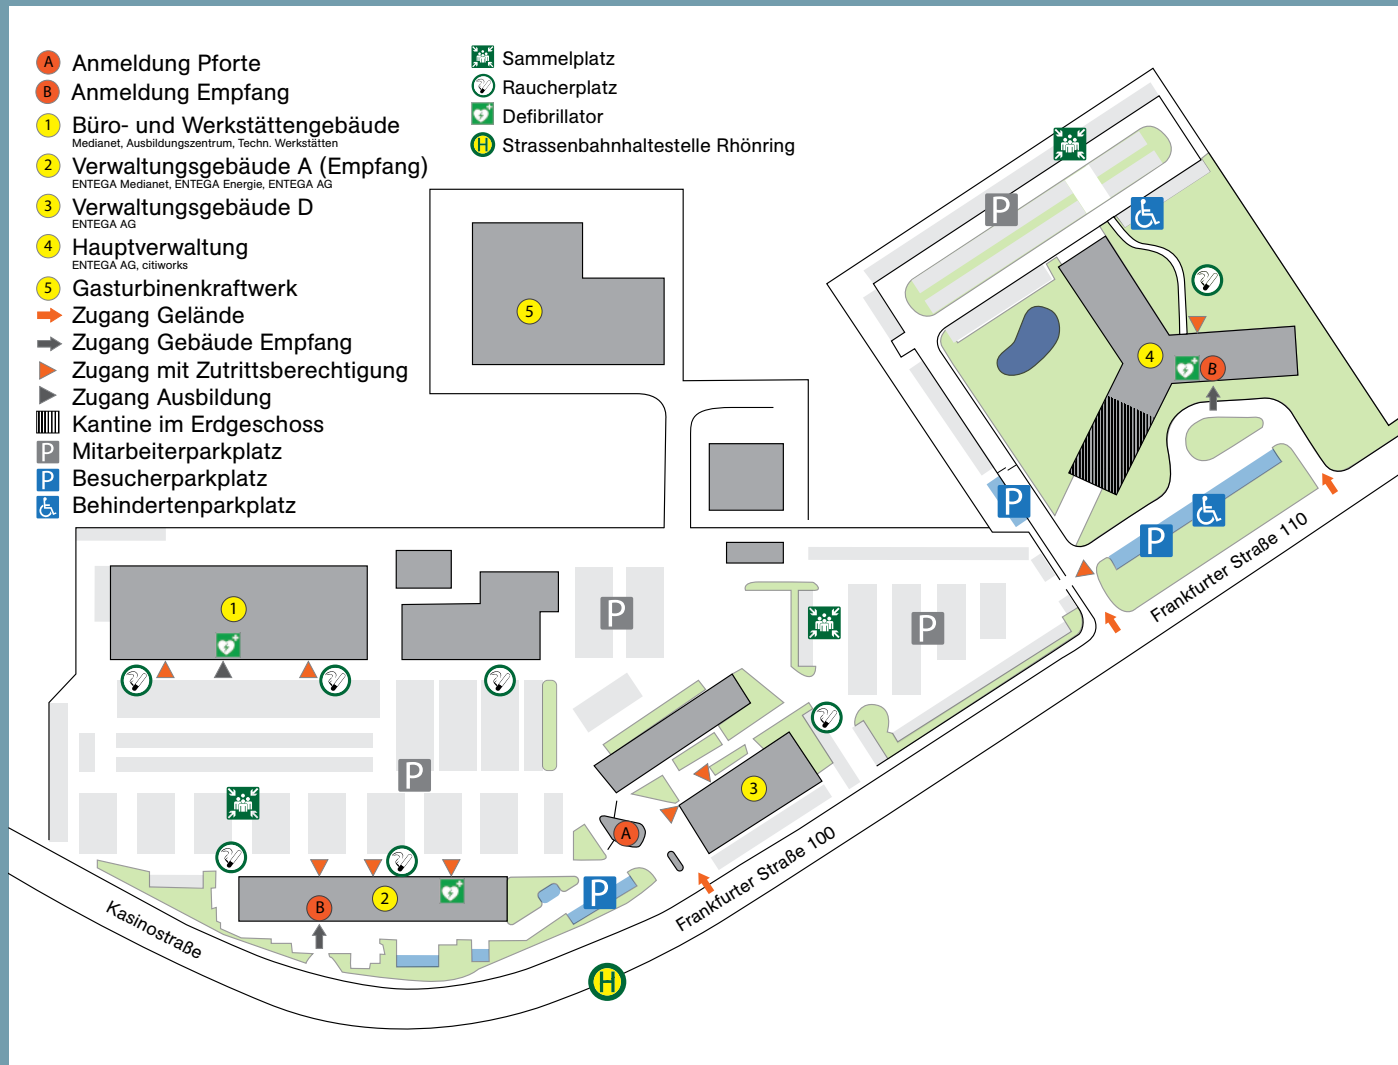 A Anmeldung Pforte
B Anmeldung Empfang
1 Büro- und Werkstättengebäude
Medianet, Ausbildungszentrum, Techn. Werkstätten
2 Verwaltungsgebäude A (Empfang)
ENTEGA Medianet, ENTEGA Energie, ENTEGA AG
3 Verwaltungsgebäude D
ENTEGA AG
4 Hauptverwaltung
ENTEGA AG, citiworks
5 Gasturbinenkraftwerk
Zugang Gelände
Zugang Gebäude Empfang
Zugang mit Zutrittsberechtigung
Zugang Ausbildung
Kantine im Erdgeschoss
P Mitarbeiterparkplatz
P Besucherparkplatz
Behindertenparkplatz
Sammelplatz
Raucherplatz
Defibrillator
H Strassenbahnhaltestelle Rhönring
P
5
4
B
P
P
Frankfurter Straße 110
1
P
P
P
3
A
P
2
B
Frankfurter Straße 100
Kasinostraße
H